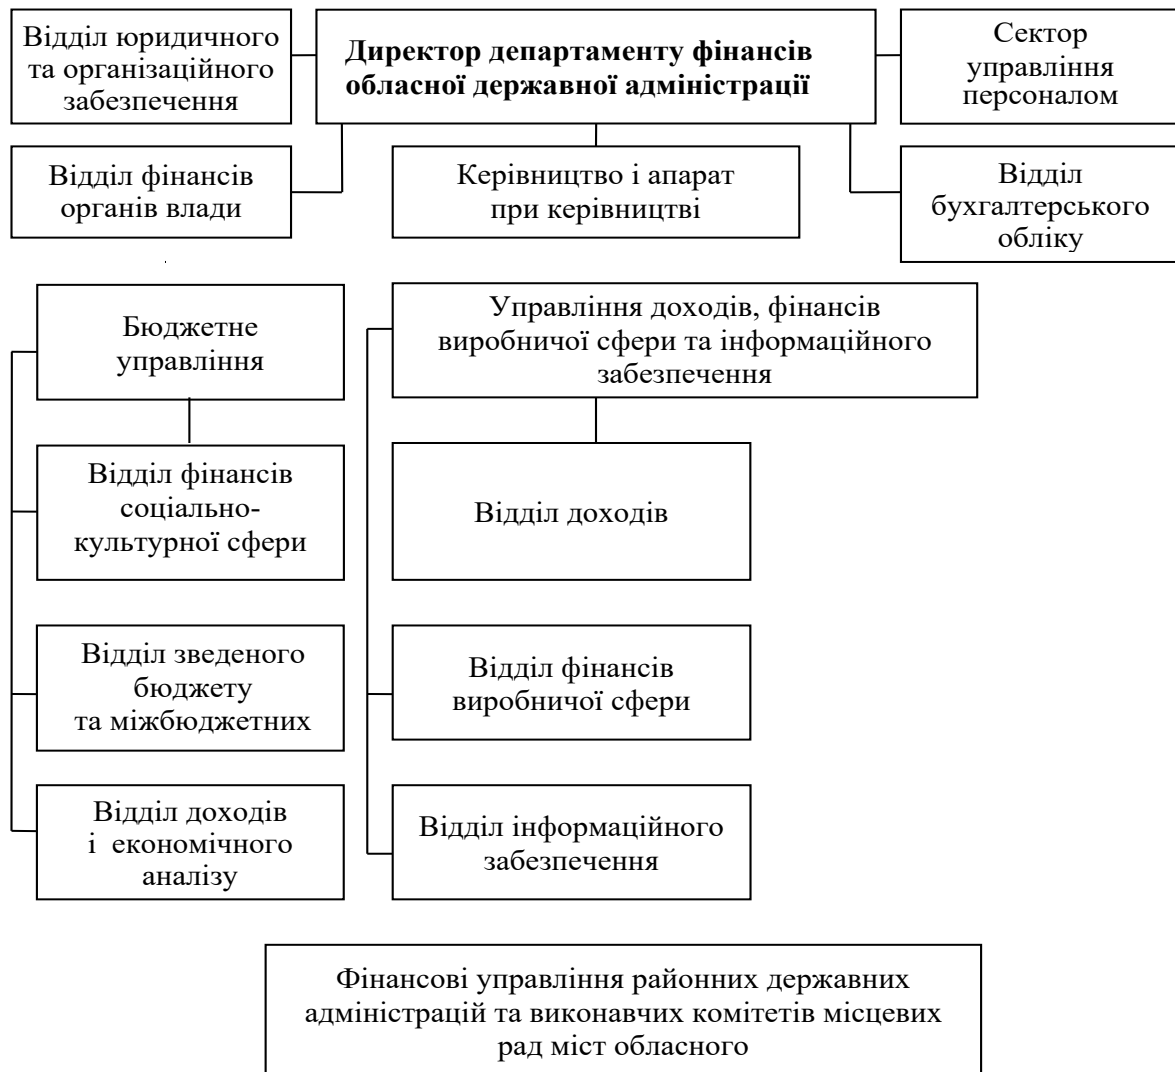 Відділ юридичного
та організаційного
забезпечення
Директор департаменту фінансів
обласної державної адміністрації
Сектор
управління
персоналом
Відділ фінансів
органів влади
Керівництво і апарат
при керівництві
Відділ
бухгалтерського
обліку
Бюджетне
управління
Управління доходів, фінансів
виробничої сфери та інформаційного
забезпечення
Відділ фінансів
соціально-
культурної сфери
Відділ доходів
Відділ зведеного
бюджету
та міжбюджетних
Відділ фінансів
виробничої сфери
Відділ доходів
і економічного
аналізу
Відділ інформаційного
забезпечення
Фінансові управління районних державних
адміністрацій та виконавчих комітетів місцевих
рад міст обласного